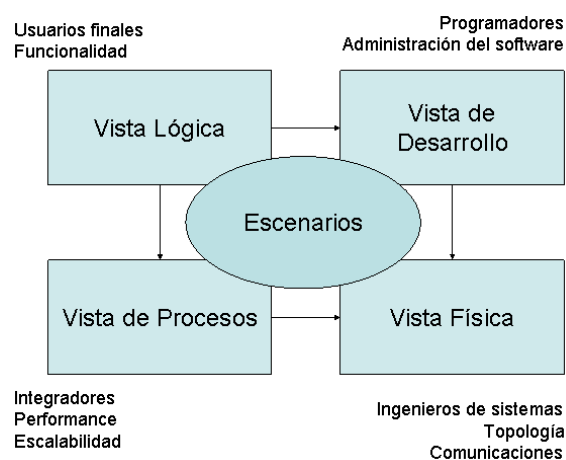 Usuarios finales
Funcionalidad
Programadores
Administración del software
Vista Lógica
Vista de
Desarrollo
Escenarios
Vista de Procesos
Vista Física
Integradores
Performance
Escalabilidad
Ingenieros de sistemas
Topología
Comunicaciones